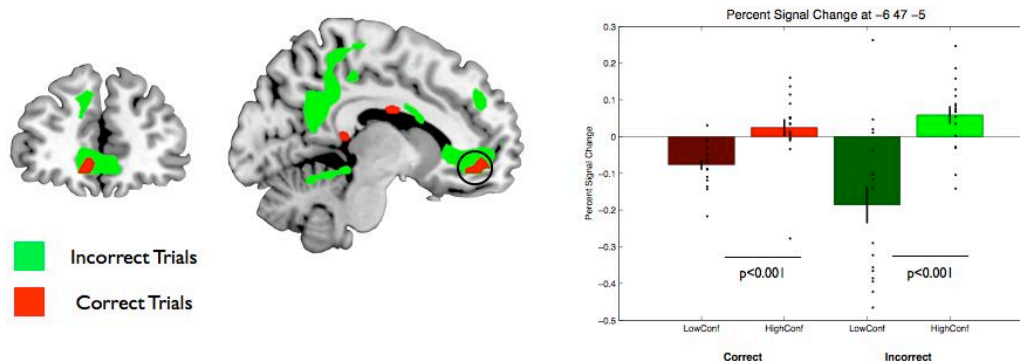 Incorrect Trials
Correct Trials
Percent Signal Change at −6 47 −5
Percent Signal Change
0.3
0.2
0.1
0
−0.1
−0.2
−0.3
−0.4
−0.5
p<0.001
p<0.001
LowConf HighConf LowConf HighConf
Correct Incorrect